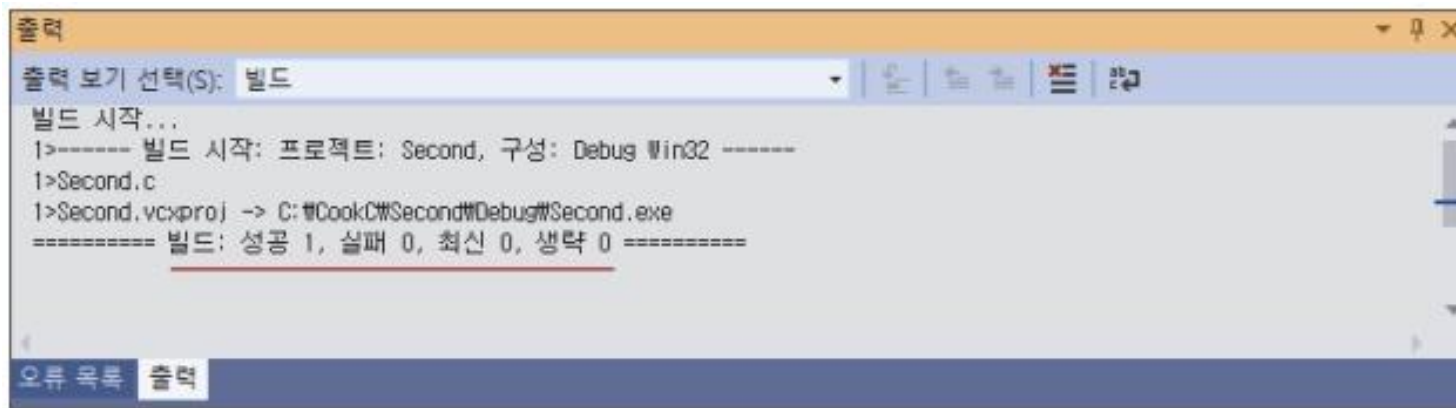 출력
출력 보기 선택(S): 빌드
빌드 시작...
1>------ 빌드 시작: 프로젝트: Second, 구성: Debug Win32 ------
1>Second.c
1>Second.vcxproj -> C:₩CookC₩Second₩Debug₩Second.exe
========== 빌드: 성공 1, 실패 0, 최신 0, 생략 0 ==========
오류 목록 출력